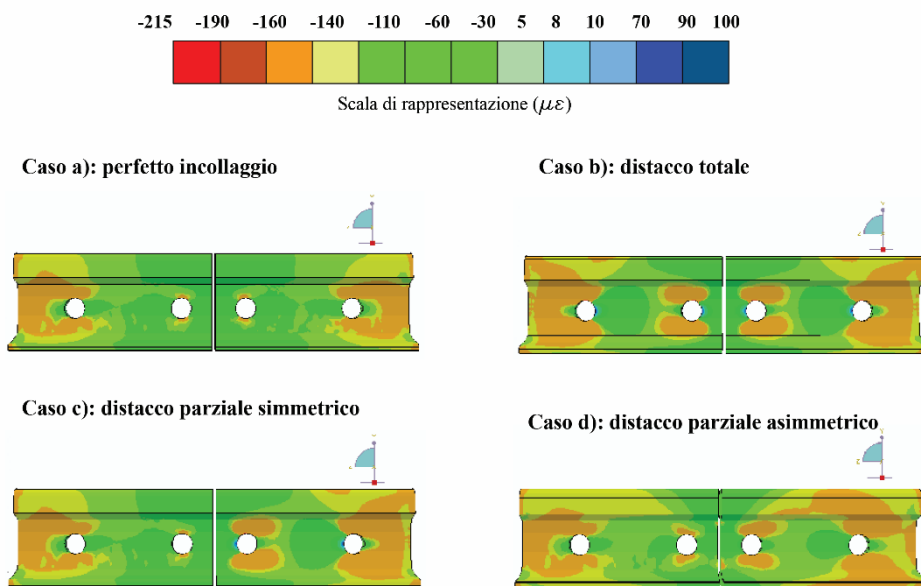 -215 -190 -160 -140 -110 -60 -30 5 8 10 70 90 100
Scala di rappresentazione (με)
Caso a): perfetto incollaggio
Caso b): distacco totale
Caso c): distacco parziale simmetrico
Caso d): distacco parziale asimmetrico